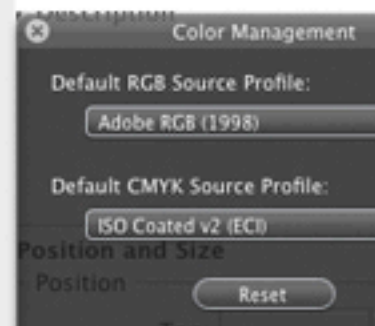 Description
Color Management
Default RGB Source Profile:
Adobe RGB (1998)
Default CMYK Source Profile:
ISO Coated v2 (ECI)
Position and Size
Position
Reset